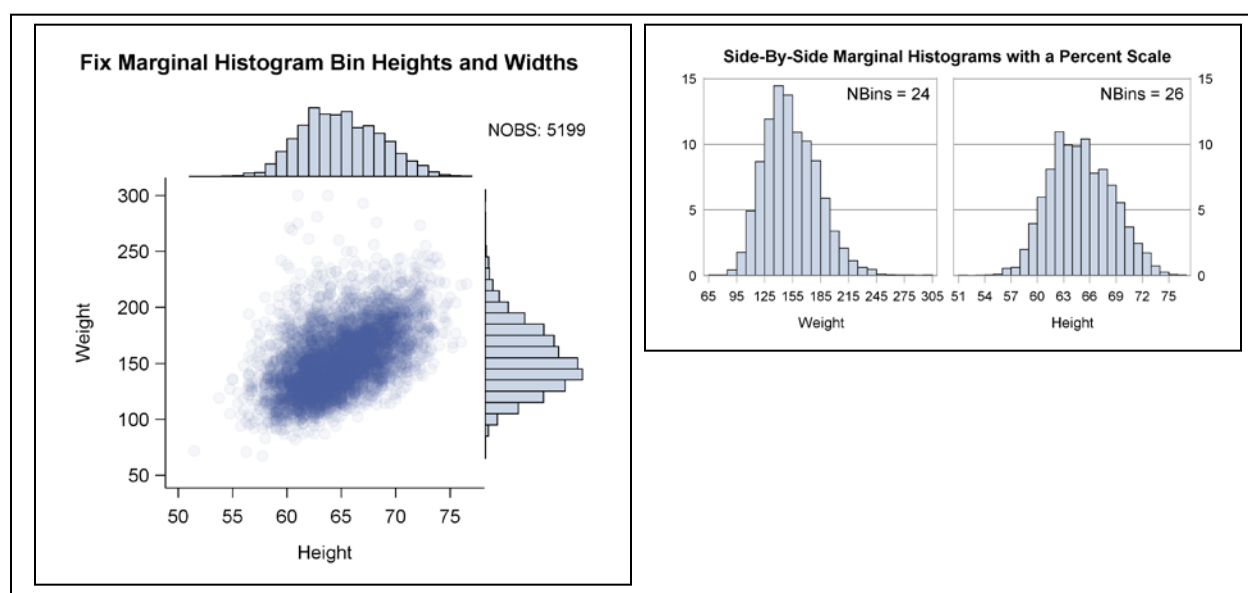 Fix Marginal Histogram Bin Heights and Widths
NOBS: 5199
300
250
200
150
100
50
Weight
50 55 60 65 70 75
Height
Side-By-Side Marginal Histograms with a Percent Scale
NBins = 24
NBins = 26
15
10
5
0
15
10
5
0
65 95 125 155 185 215 245 275 305
51 54 57 60 63 66 69 72 75
Weight
Height